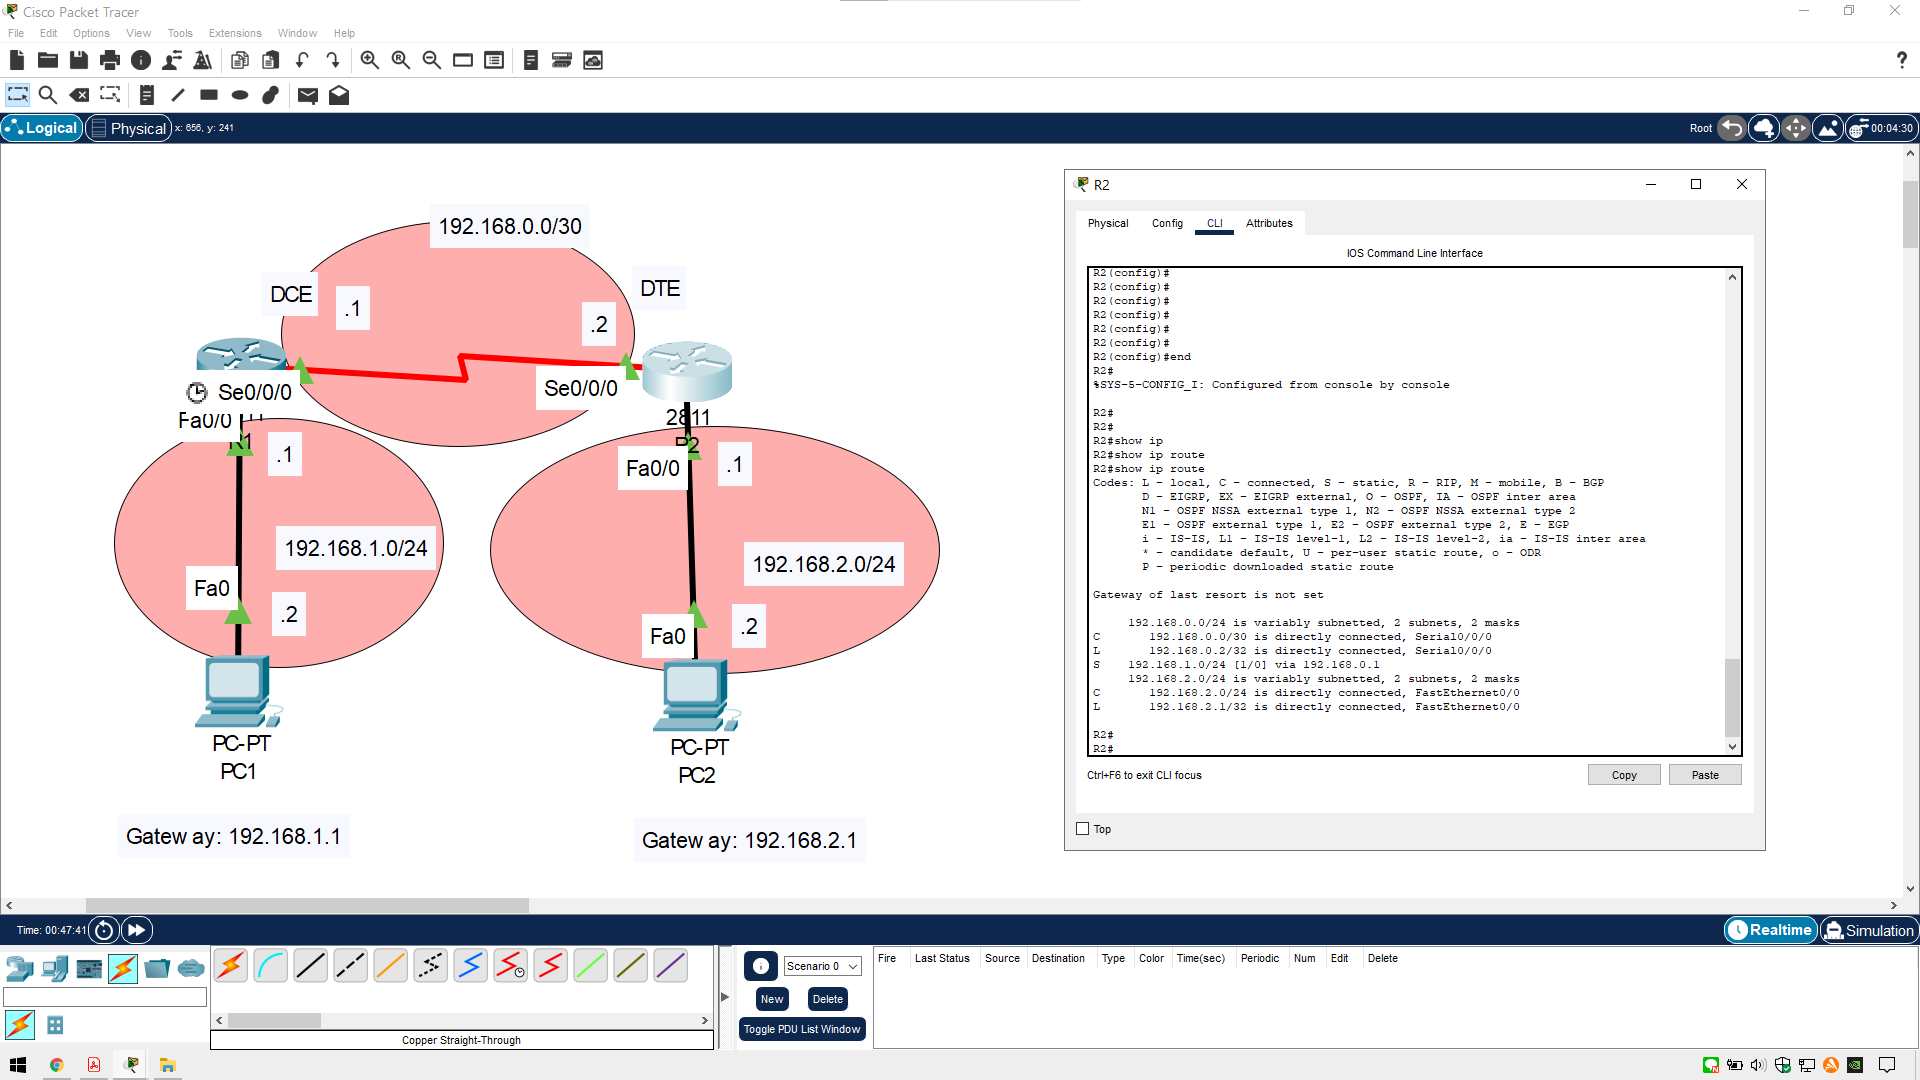 Cisco Packet Tracer
File Edit Options View Tools Extensions Window Help
?
Logical Physical x: 656, y: 241 Root 00:04:30
192.168.0.0/30
DCE
.1
DTE
.2
Se0/0/0
Se0/0/0
Fa0/0
R1
.1
2811
R2
Fa0/0
.1
192.168.1.0/24
192.168.2.0/24
Fa0
.2
Fa0
.2
PC-PT
PC1
PC-PT
PC2
Gatew ay: 192.168.1.1
Gatew ay: 192.168.2.1
R2
Physical Config CLI Attributes
IOS Command Line Interface
R2(config)#
R2(config)#
R2(config)#
R2(config)#
R2(config)#
R2(config)#
R2(config)#end
R2#
%SYS-5-CONFIG_I: Configured from console by console
R2#
R2#
R2#show ip
R2#show ip route
R2#show ip route
Codes: L - local, C - connected, S - static, R - RIP, M - mobile, B - BGP
D - EIGRP, EX - EIGRP external, O - OSPF, IA - OSPF inter area
N1 - OSPF NSSA external type 1, N2 - OSPF NSSA external type 2
E1 - OSPF external type 1, E2 - OSPF external type 2, E - EGP
i - IS-IS, L1 - IS-IS level-1, L2 - IS-IS level-2, ia - IS-IS inter area
* - candidate default, U - per-user static route, o - ODR
P - periodic downloaded static route
Gateway of last resort is not set
192.168.0.0/24 is variably subnetted, 2 subnets, 2 masks
C 192.168.0.0/30 is directly connected, Serial0/0/0
L 192.168.0.2/32 is directly connected, Serial0/0/0
S 192.168.1.0/24 [1/0] via 192.168.0.1
192.168.2.0/24 is variably subnetted, 2 subnets, 2 masks
C 192.168.2.0/24 is directly connected, FastEthernet0/0
L 192.168.2.1/32 is directly connected, FastEthernet0/0
R2#
R2#
Ctrl+F6 to exit CLI focus
Copy Paste
Top
Time: 00:47:41
Realtime Simulation
Scenario 0
New Delete
Toggle PDU List Window
Fire Last Status Source Destination Type Color Time(sec) Periodic Num Edit Delete
Copper Straight-Through